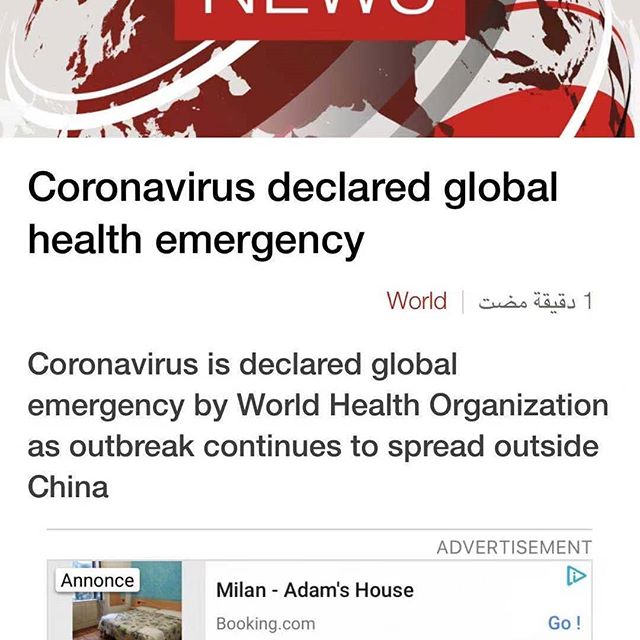 NEWS
Coronavirus declared global
health emergency
World | 1 دقيقة مضت
Coronavirus is declared global
emergency by World Health Organization
as outbreak continues to spread outside
China
ADVERTISEMENT
Annonce
Milan - Adam's House
Booking.com
Go !